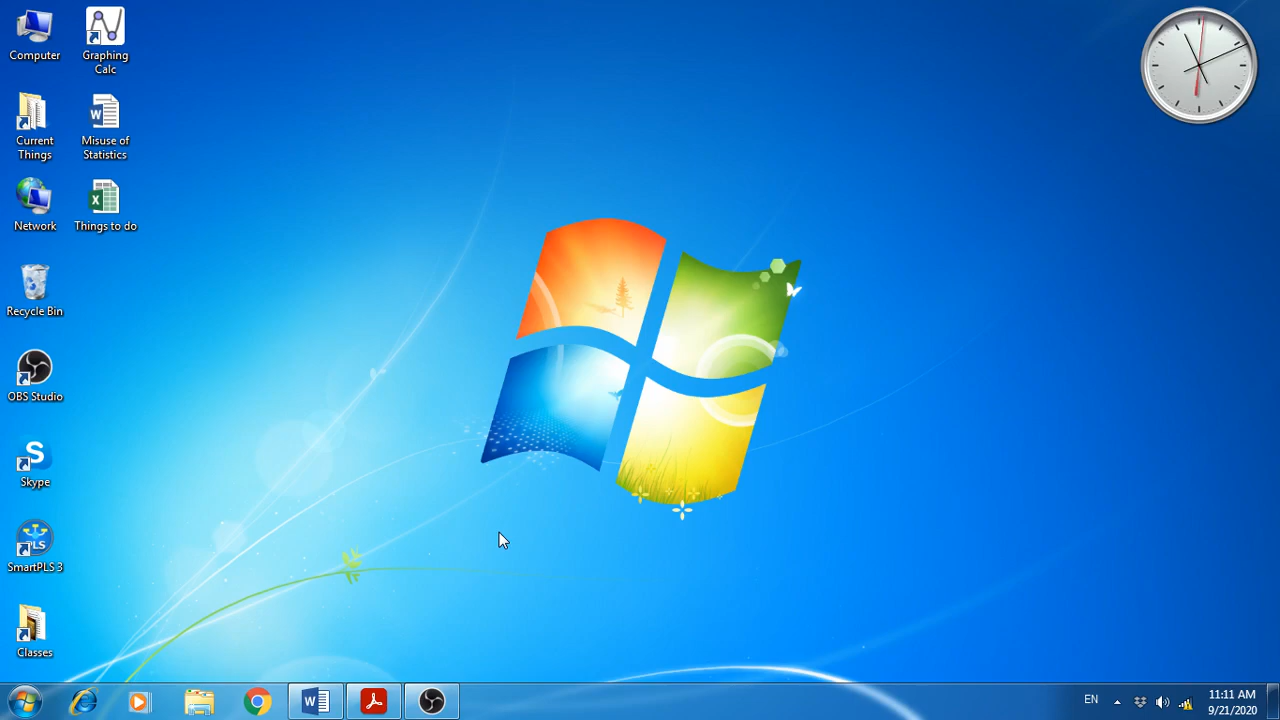 Computer
Graphing
Calc
Current
Things
Misuse of
Statistics
Network
Things to do
Recycle Bin
OBS Studio
S
Skype
PLS
SmartPLS 3
Classes
EN
11:11 AM
9/21/2020